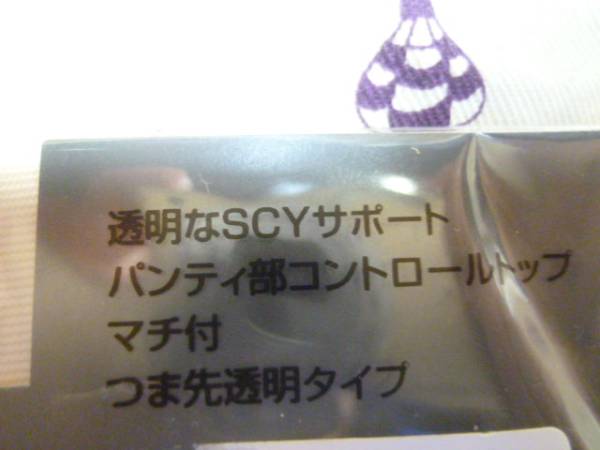 透明なSCYサポート
パンティ部コントロールトップ
マチ付
つま先透明タイプ